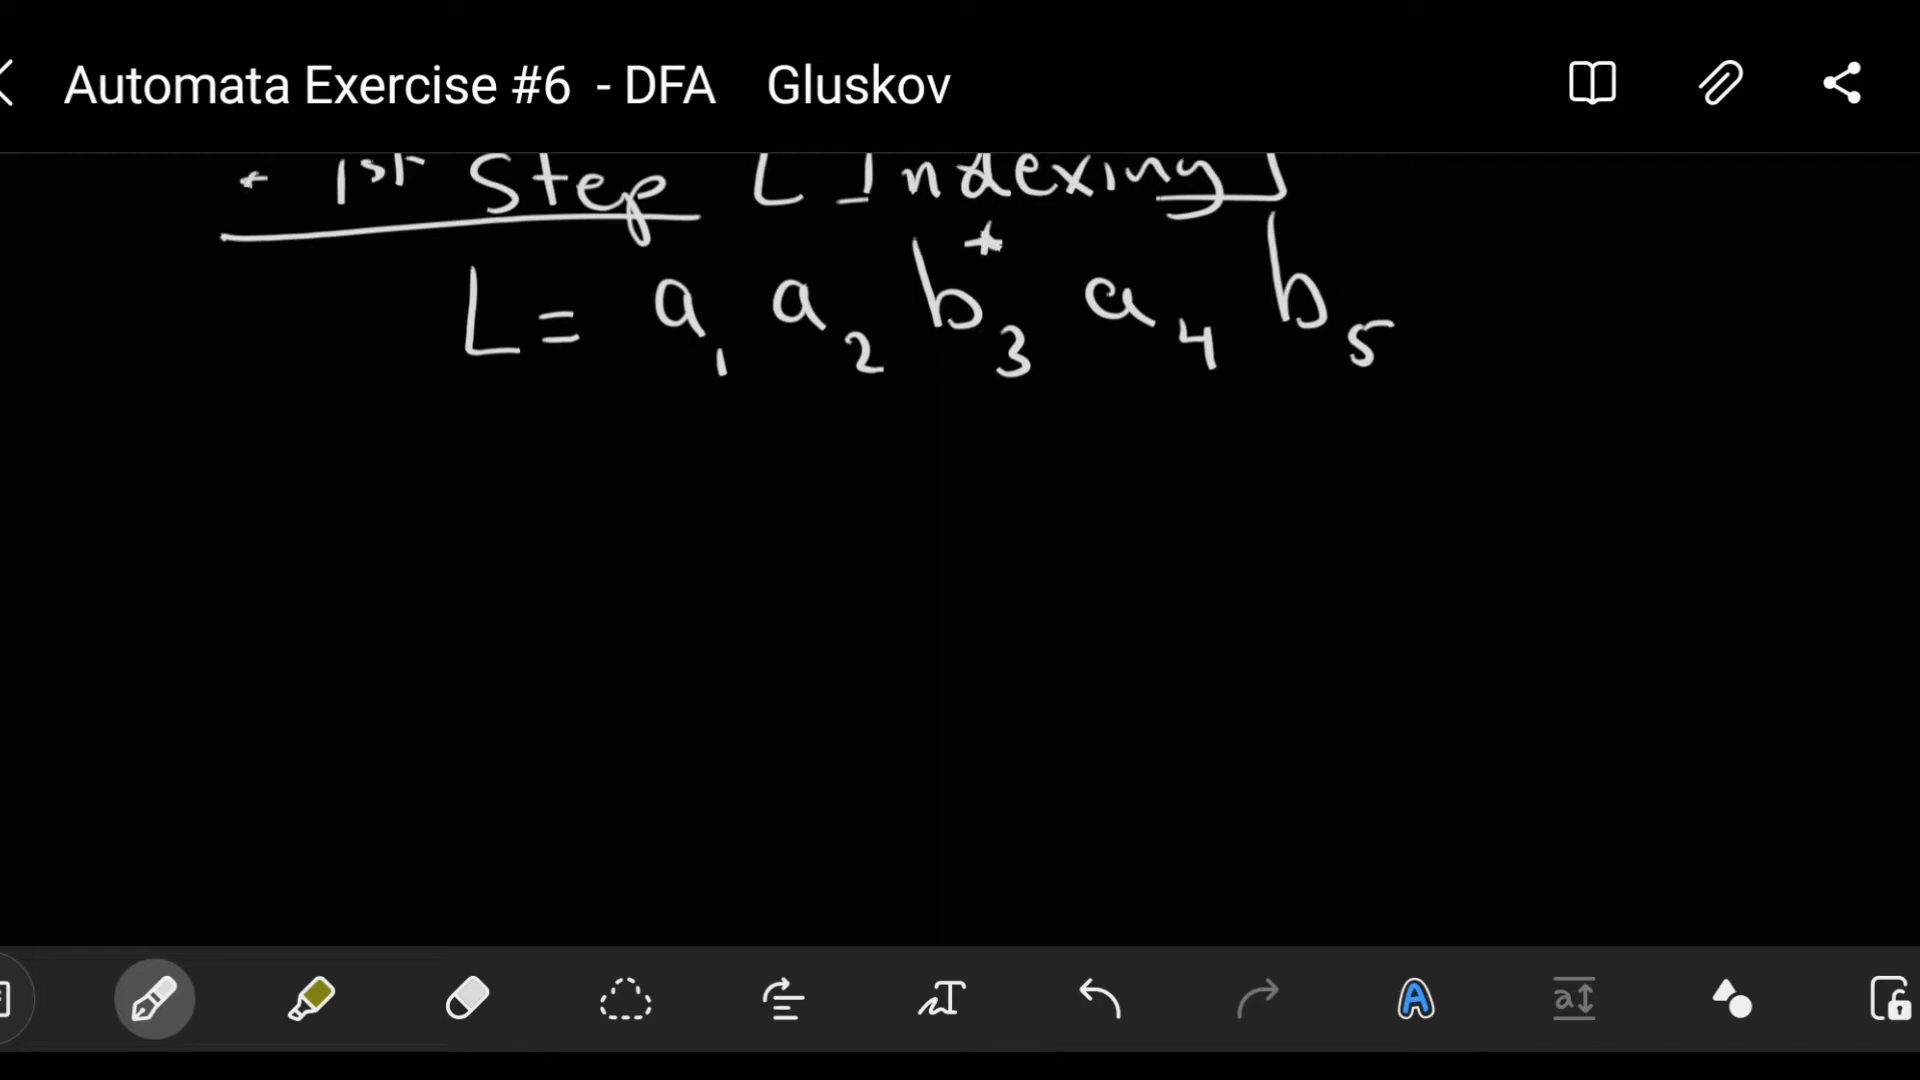 Automata Exercise #6 - DFA Gluskov
• 1st Step [Indexing]
L = a₁ a₂ b₃* a₄ b₅